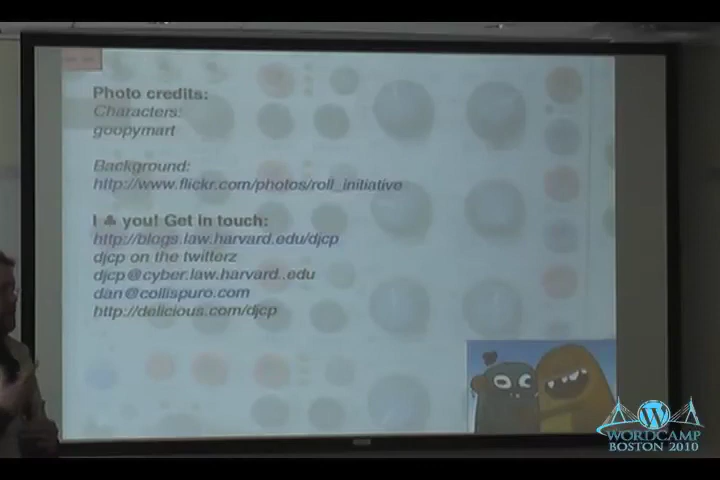 Photo credits:
Characters:
goopymart
Background:
http://www.flickr.com/photos/roll_initiative
I ♣ you! Get in touch:
http://blogs.law.harvard.edu/djcp
djcp on the twitterz
djcp@cyber.law.harvard..edu
dan@collispuro.com
http://delicious.com/djcp
WORDCAMP
BOSTON 2010